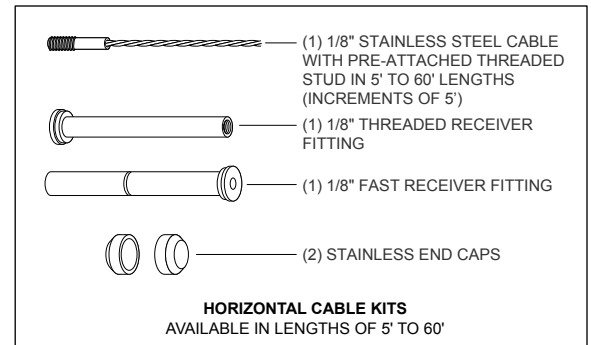 (1) 1/8" STAINLESS STEEL CABLE
WITH PRE-ATTACHED THREADED
STUD IN 5' TO 60' LENGTHS
(INCREMENTS OF 5’)
(1) 1/8" THREADED RECEIVER
FITTING
(1) 1/8" FAST RECEIVER FITTING
(2) STAINLESS END CAPS
HORIZONTAL CABLE KITS
AVAILABLE IN LENGTHS OF 5' TO 60'